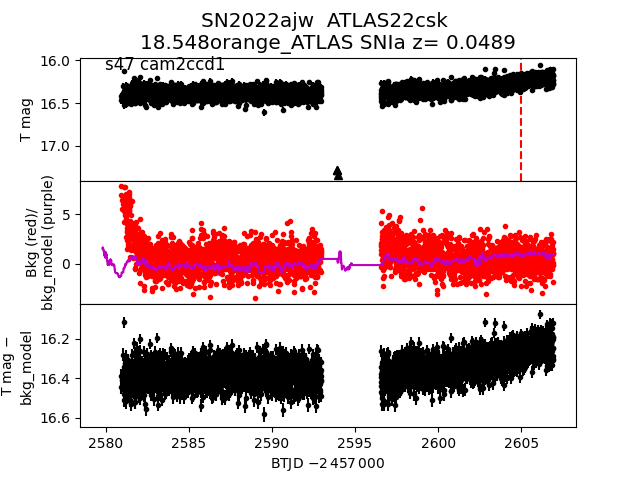 SN2022ajw  ATLAS22csk
18.548orange_ATLAS SNIa z= 0.0489
s47 cam2ccd1
16.0
16.5
17.0
T mag
5
0
Bkg (red)/
bkg_model (purple)
16.2
16.4
16.6
T mag −
bkg_model
2580
2585
2590
2595
2600
2605
BTJD −2 457 000